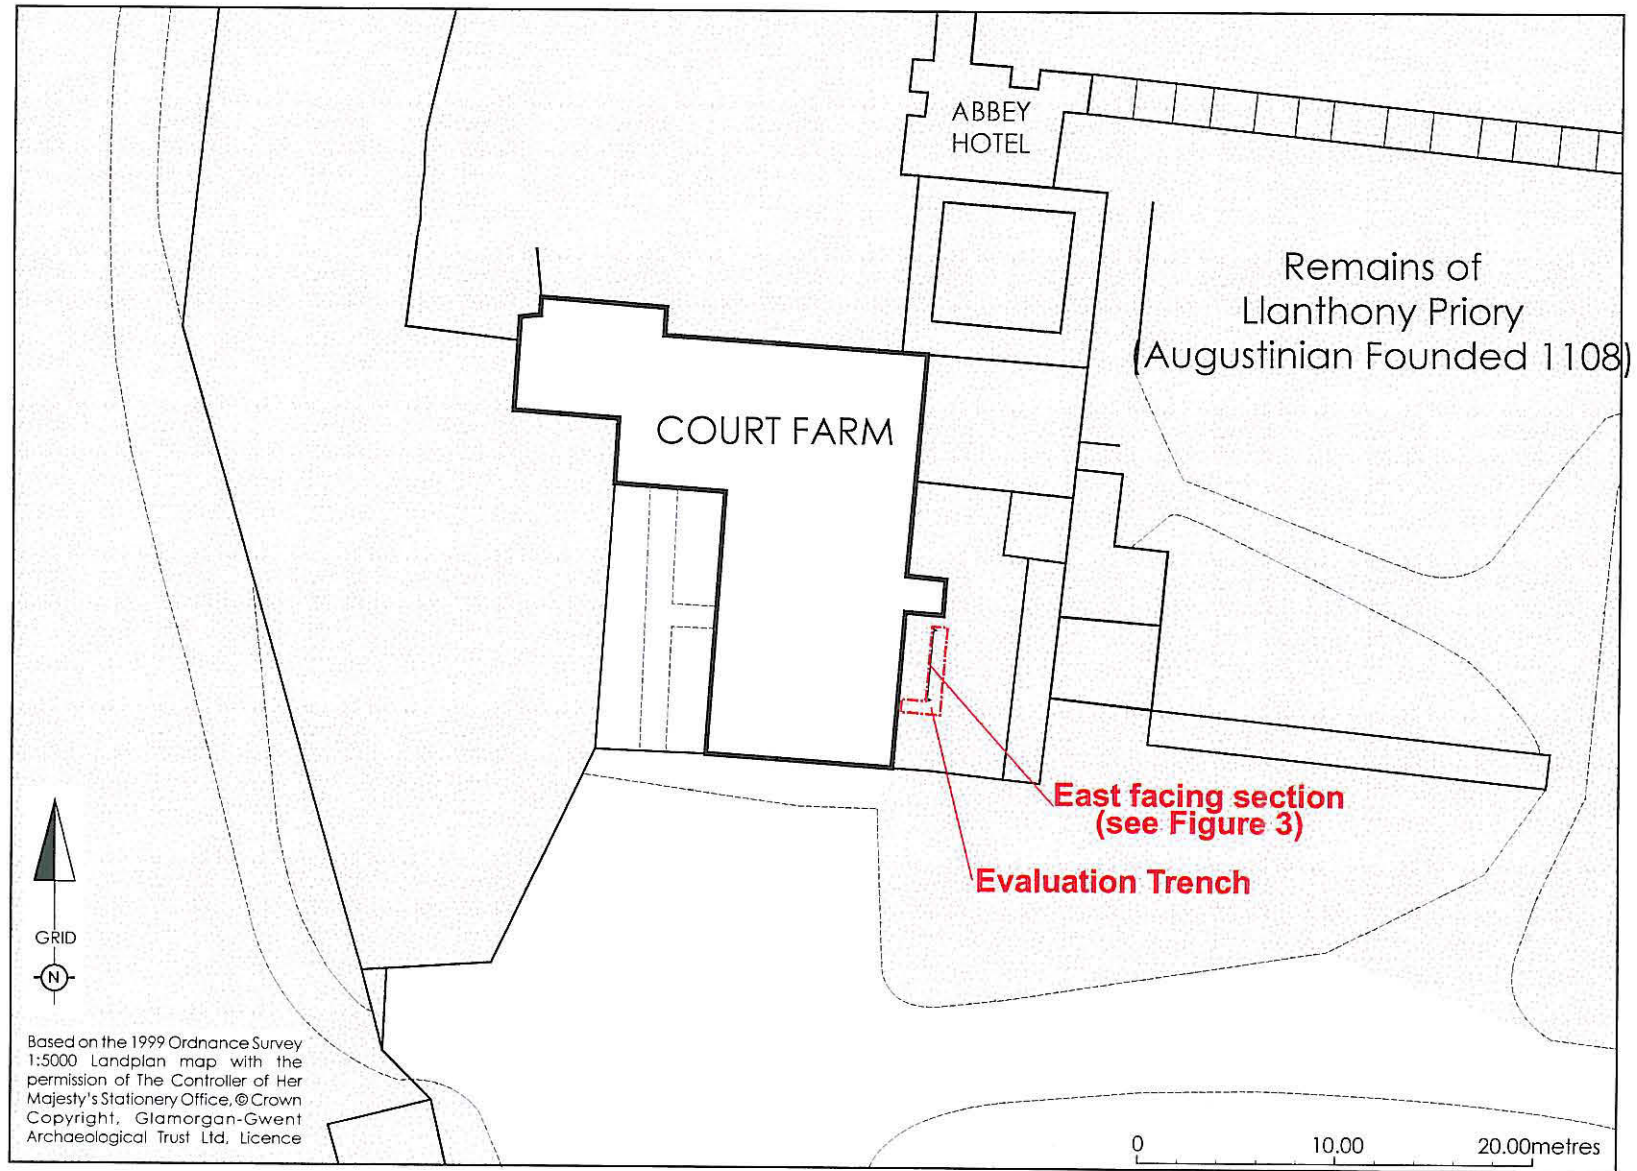 ABBEY
HOTEL
Remains of
Llanthony Priory
(Augustinian Founded 1108)
COURT FARM
East facing section
(see Figure 3)
Evaluation Trench
GRID
N
Based on the 1999 Ordnance Survey
1:5000 Landplan map with the
permission of The Controller of Her
Majesty's Stationery Office, © Crown
Copyright, Glamorgan-Gwent
Archaeological Trust Ltd, Licence
0 10.00 20.00metres